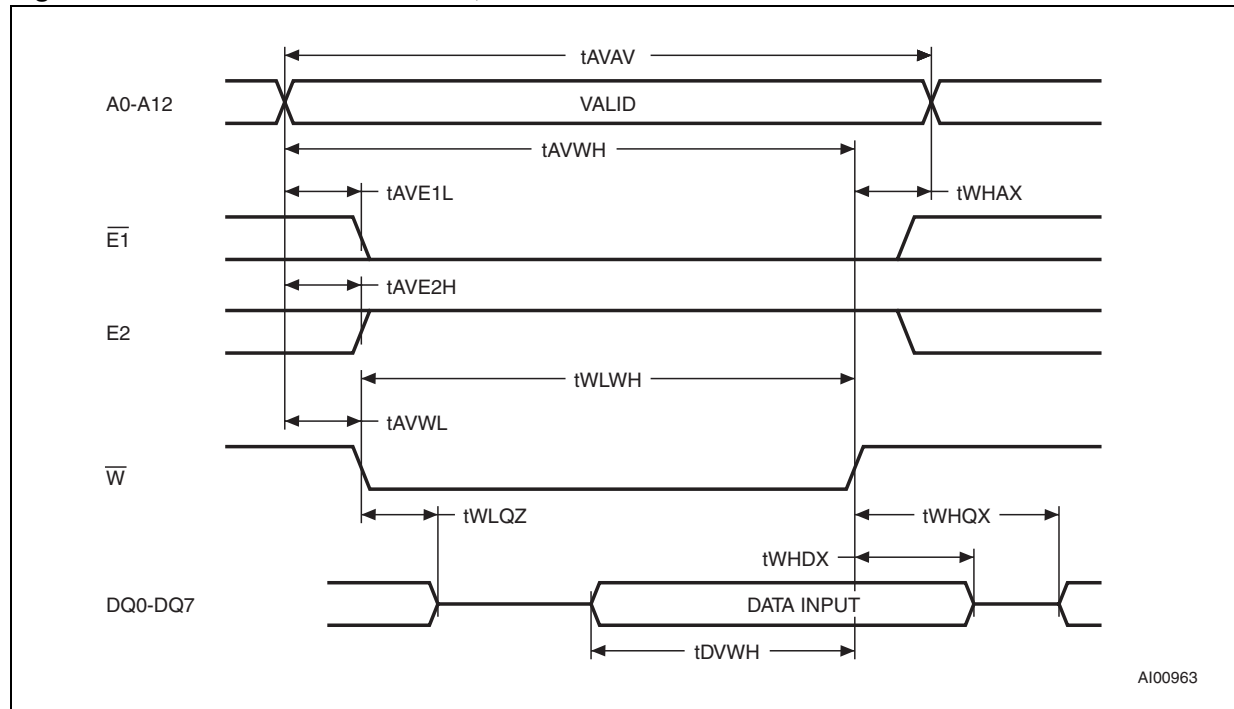 tAVAV
A0-A12
VALID
tAVWH
tAVE1L
tWHAX
E1
tAVE2H
E2
tWLWH
tAVWL
W
tWLQZ
tWHQX
tWHDX
DQ0-DQ7
DATA INPUT
tDVWH
AI00963